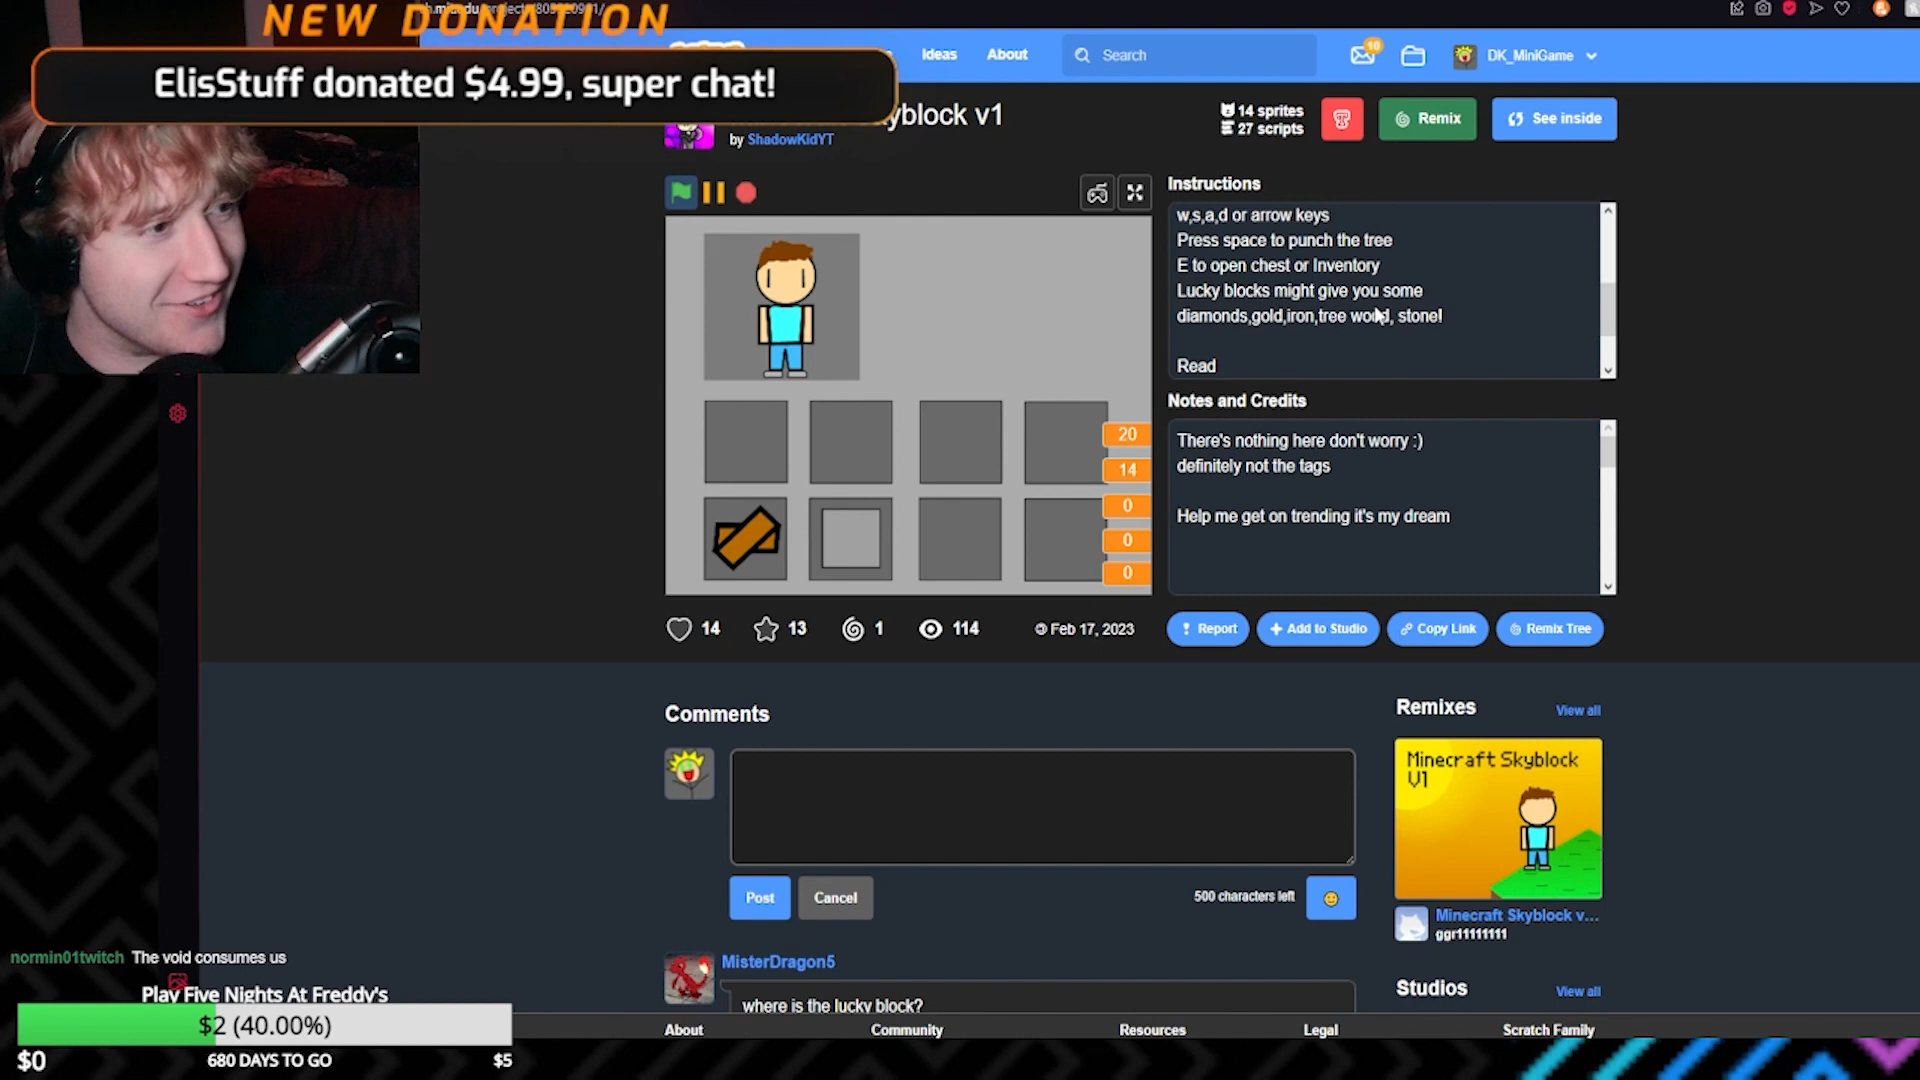 NEW DONATION
ElisStuff donated $4.99, super chat!
Ideas
About
Search
10
DK_MiniGame
yblock v1
by ShadowKidYT
14 sprites
27 scripts
Remix
See inside
Instructions
w,s,a,d or arrow keys
Press space to punch the tree
E to open chest or Inventory
Lucky blocks might give you some
diamonds,gold,iron,tree wood, stone!
Read
Notes and Credits
There's nothing here don't worry :)
definitely not the tags
Help me get on trending it's my dream
20
14
0
0
0
14
13
1
114
© Feb 17, 2023
Report
Add to Studio
Copy Link
Remix Tree
Comments
Post
Cancel
500 characters left
Remixes
View all
Minecraft Skyblock
V1
Minecraft Skyblock v...
ggr11111111
MisterDragon5
where is the lucky block?
Studios
View all
About
Community
Resources
Legal
Scratch Family
normin01twitch The void consumes us
Play Five Nights At Freddy's
$2 (40.00%)
$0
680 DAYS TO GO
$5